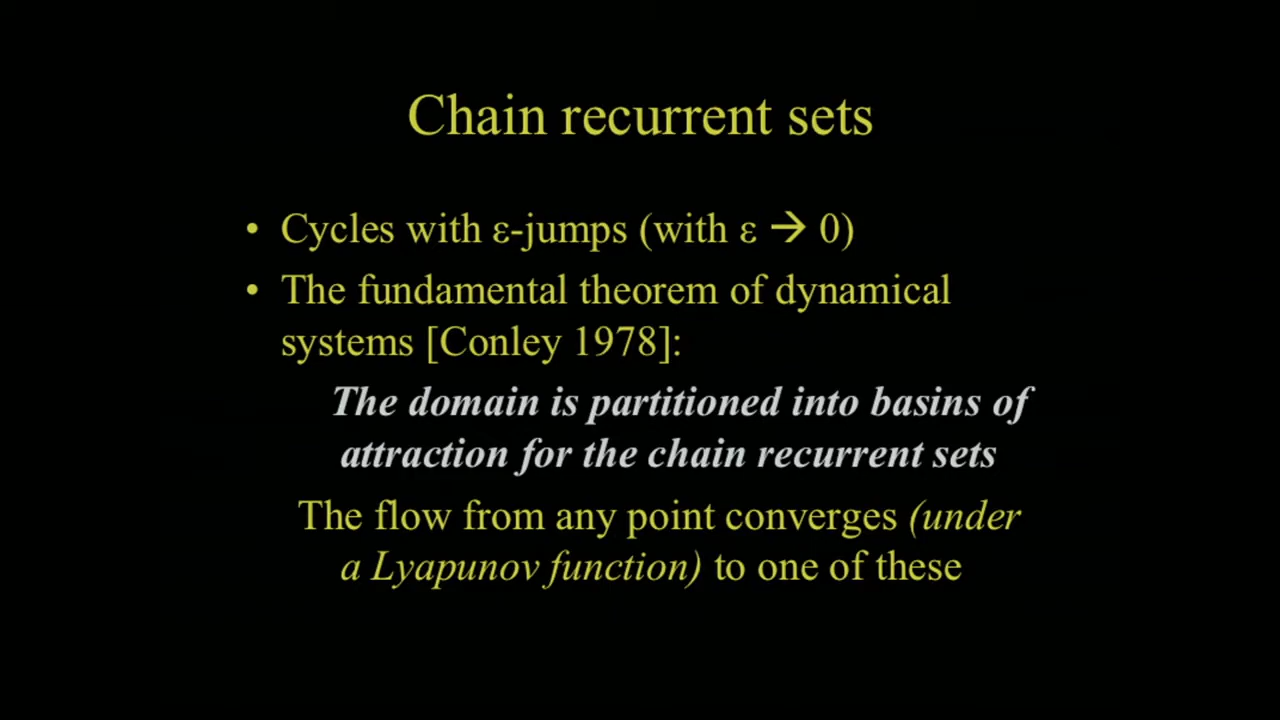 Chain recurrent sets
• Cycles with ε-jumps (with ε → 0)
• The fundamental theorem of dynamical
systems [Conley 1978]:
The domain is partitioned into basins of
attraction for the chain recurrent sets
The flow from any point converges (under
a Lyapunov function) to one of these